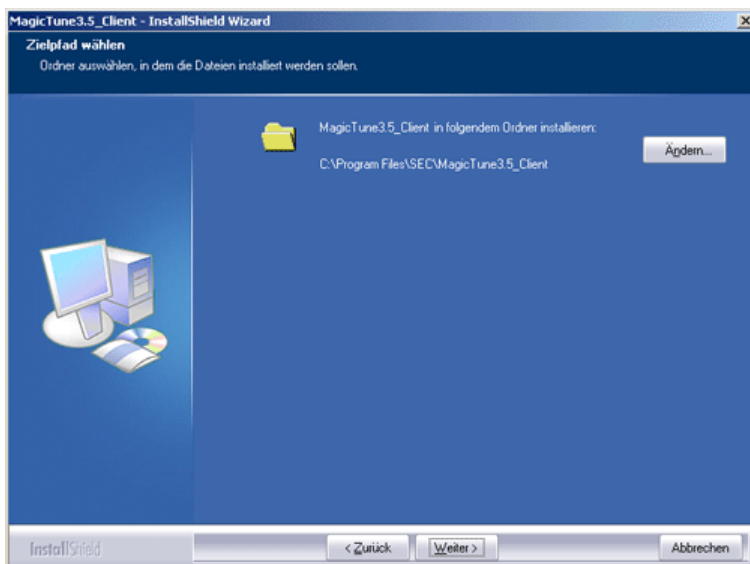 MagicTune3.5_Client - InstallShield Wizard
Zielpfad wählen
Ordner auswählen, in dem die Dateien installiert werden sollen.
MagicTune3.5_Client in folgendem Ordner installieren:
Ändern...
C:\Program Files\SEC\MagicTune3.5_Client
InstallShield
< Zurück
Weiter >
Abbrechen